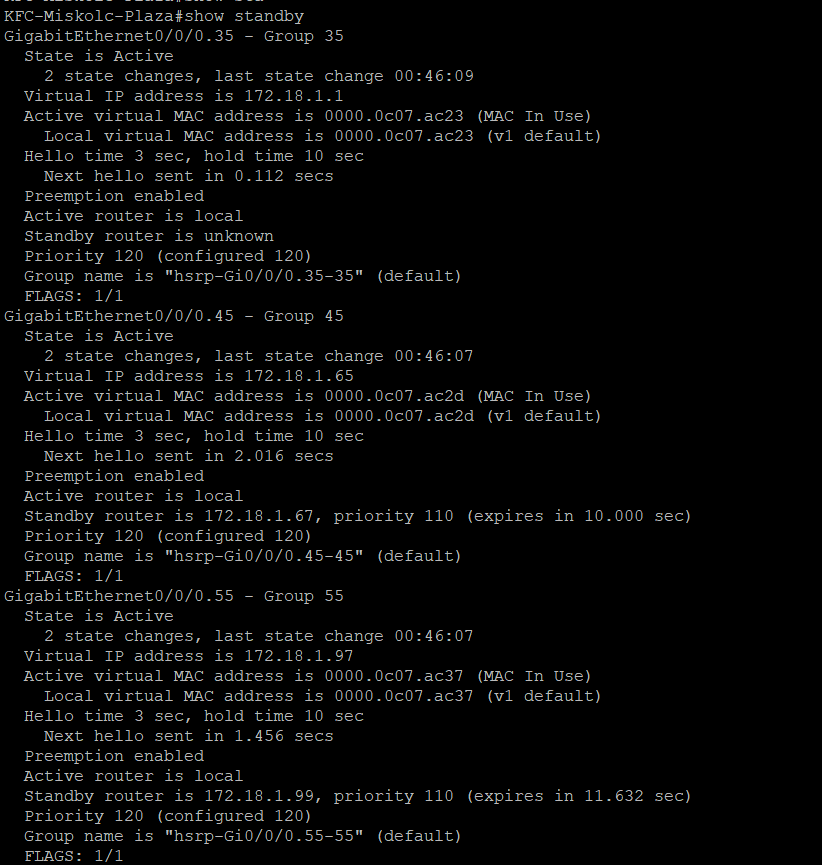 KFC-Miskolc-Plaza#show standby
GigabitEthernet0/0/0.35 - Group 35
  State is Active
    2 state changes, last state change 00:46:09
  Virtual IP address is 172.18.1.1
  Active virtual MAC address is 0000.0c07.ac23 (MAC In Use)
    Local virtual MAC address is 0000.0c07.ac23 (v1 default)
  Hello time 3 sec, hold time 10 sec
    Next hello sent in 0.112 secs
  Preemption enabled
  Active router is local
  Standby router is unknown
  Priority 120 (configured 120)
  Group name is "hsrp-Gi0/0/0.35-35" (default)
  FLAGS: 1/1
GigabitEthernet0/0/0.45 - Group 45
  State is Active
    2 state changes, last state change 00:46:07
  Virtual IP address is 172.18.1.65
  Active virtual MAC address is 0000.0c07.ac2d (MAC In Use)
    Local virtual MAC address is 0000.0c07.ac2d (v1 default)
  Hello time 3 sec, hold time 10 sec
    Next hello sent in 2.016 secs
  Preemption enabled
  Active router is local
  Standby router is 172.18.1.67, priority 110 (expires in 10.000 sec)
  Priority 120 (configured 120)
  Group name is "hsrp-Gi0/0/0.45-45" (default)
  FLAGS: 1/1
GigabitEthernet0/0/0.55 - Group 55
  State is Active
    2 state changes, last state change 00:46:07
  Virtual IP address is 172.18.1.97
  Active virtual MAC address is 0000.0c07.ac37 (MAC In Use)
    Local virtual MAC address is 0000.0c07.ac37 (v1 default)
  Hello time 3 sec, hold time 10 sec
    Next hello sent in 1.456 secs
  Preemption enabled
  Active router is local
  Standby router is 172.18.1.99, priority 110 (expires in 11.632 sec)
  Priority 120 (configured 120)
  Group name is "hsrp-Gi0/0/0.55-55" (default)
  FLAGS: 1/1